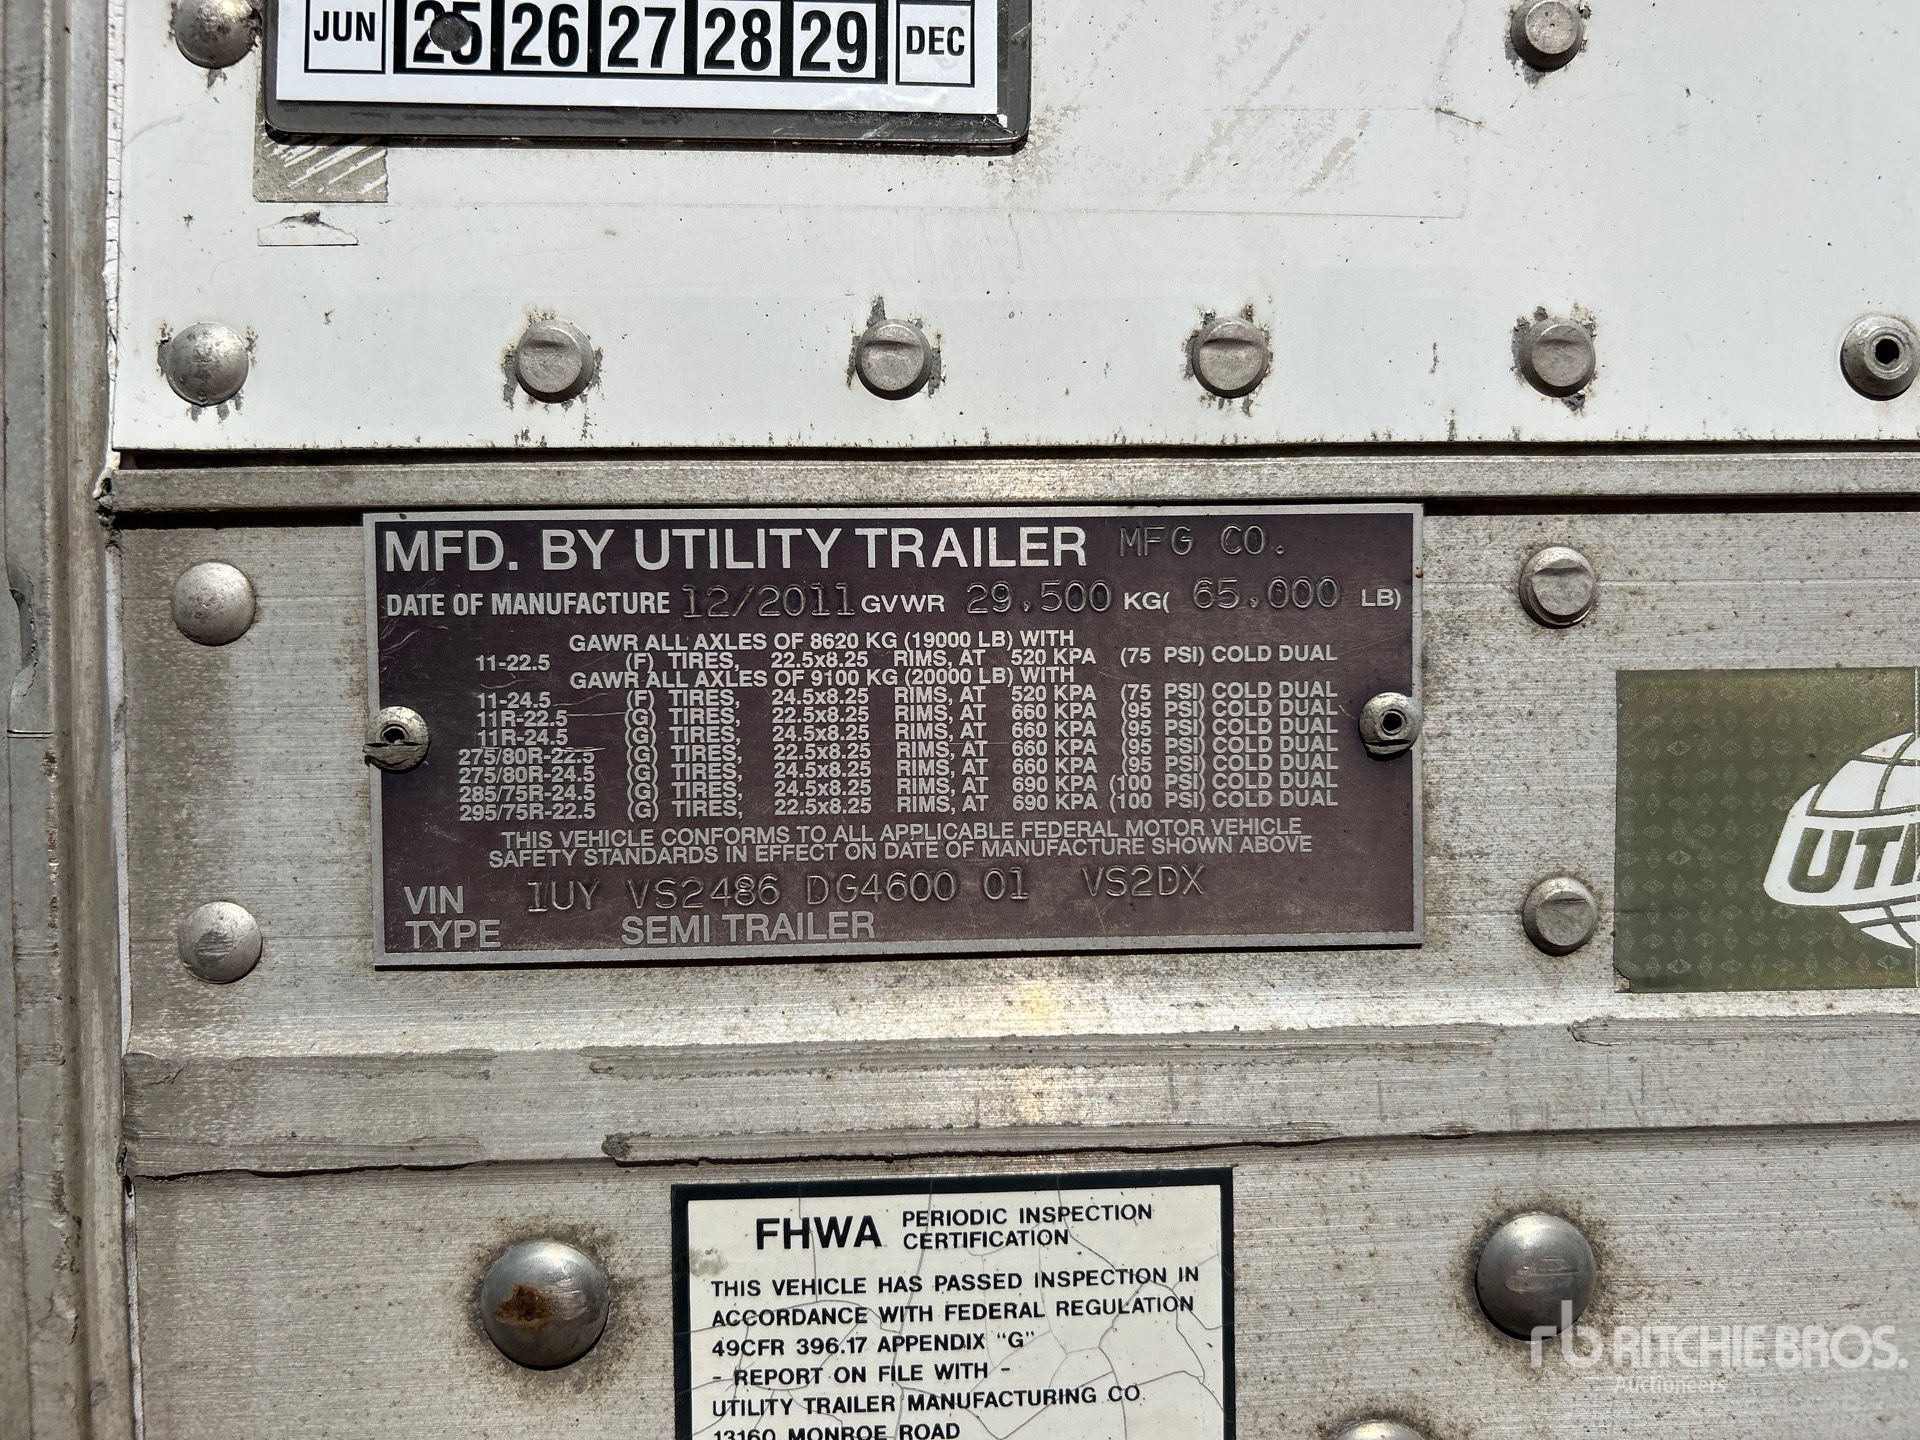 JUN 25 26 27 28 29 DEC
MFD. BY UTILITY TRAILER MFG CO.
DATE OF MANUFACTURE 12/2011 GVWR 29,500 KG( 65,000 LB)
GAWR ALL AXLES OF 8620 KG (19000 LB) WITH
11-22.5 (F) TIRES, 22.5x8.25 RIMS, AT 520 KPA (75 PSI) COLD DUAL
GAWR ALL AXLES OF 9100 KG (20000 LB) WITH
11-24.5 (F) TIRES, 24.5x8.25 RIMS, AT 520 KPA (75 PSI) COLD DUAL
11R-22.5 (G) TIRES, 22.5x8.25 RIMS, AT 660 KPA (95 PSI) COLD DUAL
11R-24.5 (G) TIRES, 24.5x8.25 RIMS, AT 660 KPA (95 PSI) COLD DUAL
275/80R-22.5 (G) TIRES, 22.5x8.25 RIMS, AT 660 KPA (95 PSI) COLD DUAL
275/80R-24.5 (G) TIRES, 24.5x8.25 RIMS, AT 660 KPA (95 PSI) COLD DUAL
285/75R-24.5 (G) TIRES, 24.5x8.25 RIMS, AT 690 KPA (100 PSI) COLD DUAL
295/75R-22.5 (G) TIRES, 22.5x8.25 RIMS, AT 690 KPA (100 PSI) COLD DUAL
THIS VEHICLE CONFORMS TO ALL APPLICABLE FEDERAL MOTOR VEHICLE
SAFETY STANDARDS IN EFFECT ON DATE OF MANUFACTURE SHOWN ABOVE
VIN 1UY VS2486 DG4600 01 VS2DX
TYPE SEMI TRAILER
UTI
FHWA PERIODIC INSPECTION
CERTIFICATION
THIS VEHICLE HAS PASSED INSPECTION IN
ACCORDANCE WITH FEDERAL REGULATION
49CFR 396.17 APPENDIX "G"
- REPORT ON FILE WITH -
UTILITY TRAILER MANUFACTURING CO.
13160 MONROE ROAD
rb RITCHIE BROS.
Auctioneers